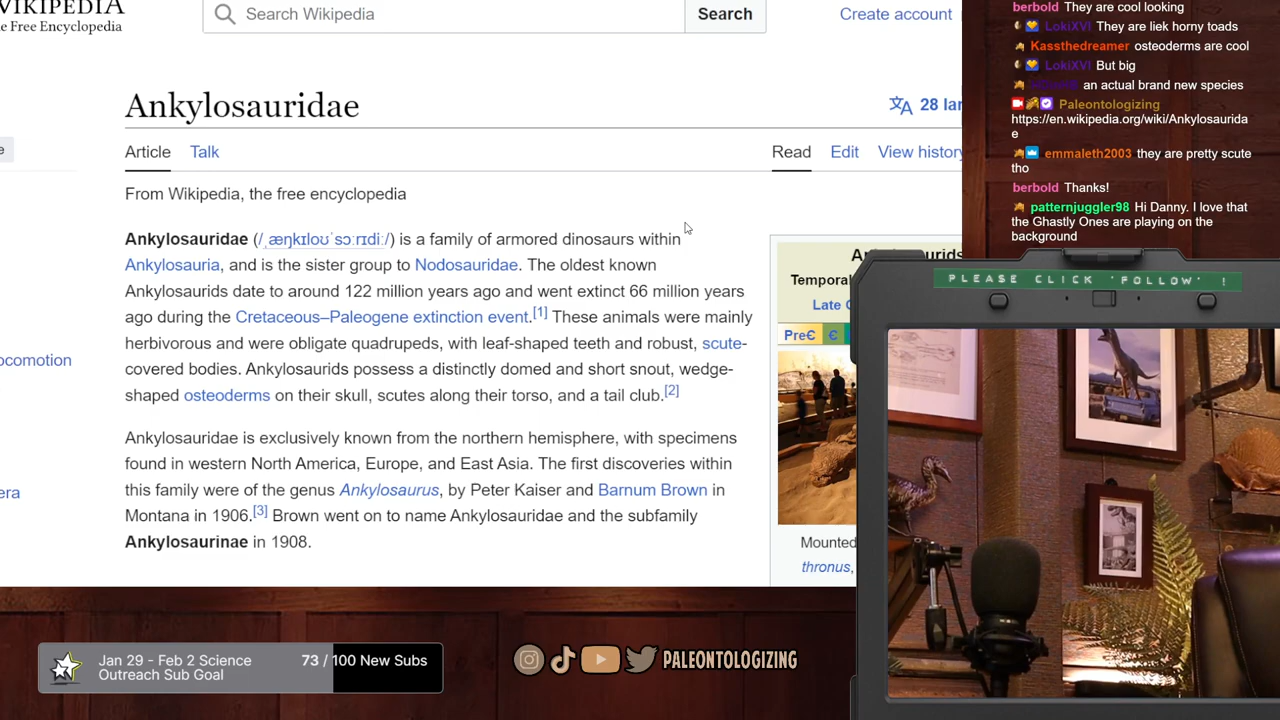 WIKIPEDIA
The Free Encyclopedia
Search Wikipedia
Search
Create account
Ankylosauridae
28 lan
Article
Talk
Read
Edit
View history
From Wikipedia, the free encyclopedia
Ankylosauridae (/ˌæŋkɪloʊˈsɔːrɪdiː/) is a family of armored dinosaurs within
Ankylosauria, and is the sister group to Nodosauridae. The oldest known
Ankylosaurids date to around 122 million years ago and went extinct 66 million years
ago during the Cretaceous–Paleogene extinction event.[1] These animals were mainly
herbivorous and were obligate quadrupeds, with leaf-shaped teeth and robust, scute-
covered bodies. Ankylosaurids possess a distinctly domed and short snout, wedge-
shaped osteoderms on their skull, scutes along their torso, and a tail club.[2]
Ankylosauridae is exclusively known from the northern hemisphere, with specimens
found in western North America, Europe, and East Asia. The first discoveries within
this family were of the genus Ankylosaurus, by Peter Kaiser and Barnum Brown in
Montana in 1906.[3] Brown went on to name Ankylosauridae and the subfamily
Ankylosaurinae in 1908.
ocomotion
era
Temporal
Late C
PreЄ Є
Mounted
thronus,
berbold They are cool looking
LokiXVI They are liek horny toads
Kassthedreamer osteoderms are cool
LokiXVI But big
an actual brand new species
Paleontologizing
https://en.wikipedia.org/wiki/Ankylosaurida
e
emmaleth2003 they are pretty scute
tho
berbold Thanks!
patternjuggler98 Hi Danny. I love that
the Ghastly Ones are playing on the
background
PLEASE CLICK 'FOLLOW' !
Jan 29 - Feb 2 Science
Outreach Sub Goal
73 / 100 New Subs
PALEONTOLOGIZING